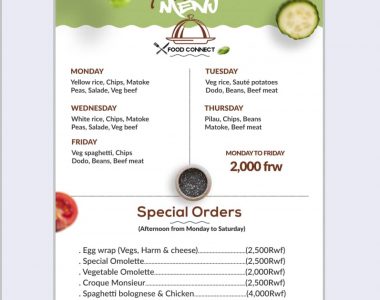 MENU
FOOD CONNECT
MONDAY
Yellow rice, Chips, Matoke
Peas, Salade, Veg beef
TUESDAY
Veg rice, Sauté potatoes
Dodo, Beans, Beef meat
WEDNESDAY
White rice, Chips, Matoke
Peas, Salade, Veg beef
THURSDAY
Pilau, Chips, Beans
Matoke, Beef meat
FRIDAY
Veg spaghetti, Chips
Dodo, Beans, Beef meat
MONDAY TO FRIDAY
2,000 frw
Special Orders
(Afternoon from Monday to Saturday)
. Egg wrap (Vegs, Harm & cheese)......................(2,500Rwf)
. Special Omolette................................................(2,500Rwf)
. Vegetable Omolette..........................................(2,000Rwf)
. Croque Monsieur...............................................(2,500Rwf)
. Spaghetti bolognese & Chicken........................(4,000Rwf)